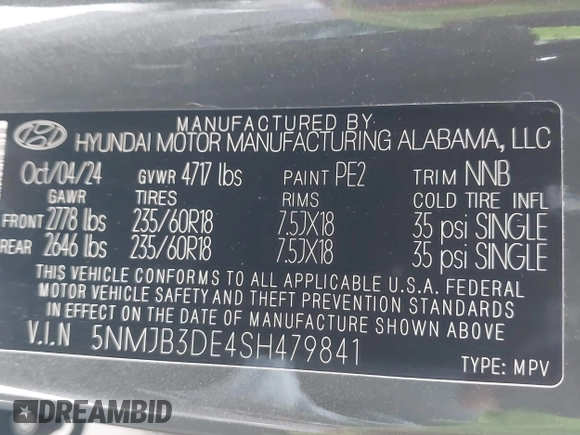 MANUFACTURED BY
HYUNDAI MOTOR MANUFACTURING ALABAMA, LLC
Oct/04/24 GVWR 4717 lbs PAINT PE2 TRIM NNB
GAWR TIRES RIMS COLD TIRE INFL
FRONT 2778 lbs 235/60R18 7.5JX18 35 psi SINGLE
REAR 2646 lbs 235/60R18 7.5JX18 35 psi SINGLE
THIS VEHICLE CONFORMS TO ALL APPLICABLE U.S.A. FEDERAL
MOTOR VEHICLE SAFETY AND THEFT PREVENTION STANDARDS
IN EFFECT ON THE DATE OF MANUFACTURE SHOWN ABOVE
V.I.N 5NMJB3DE4SH479841
TYPE: MPV
DREAMBID